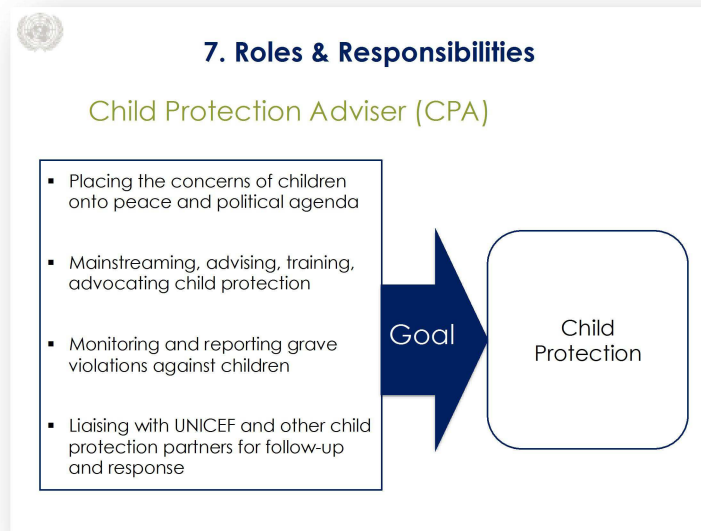 7. Roles & Responsibilities
Child Protection Adviser (CPA)
▪ Placing the concerns of children
onto peace and political agenda
▪ Mainstreaming, advising, training,
advocating child protection
▪ Monitoring and reporting grave
violations against children
▪ Liaising with UNICEF and other child
protection partners for follow-up
and response
Goal
Child
Protection